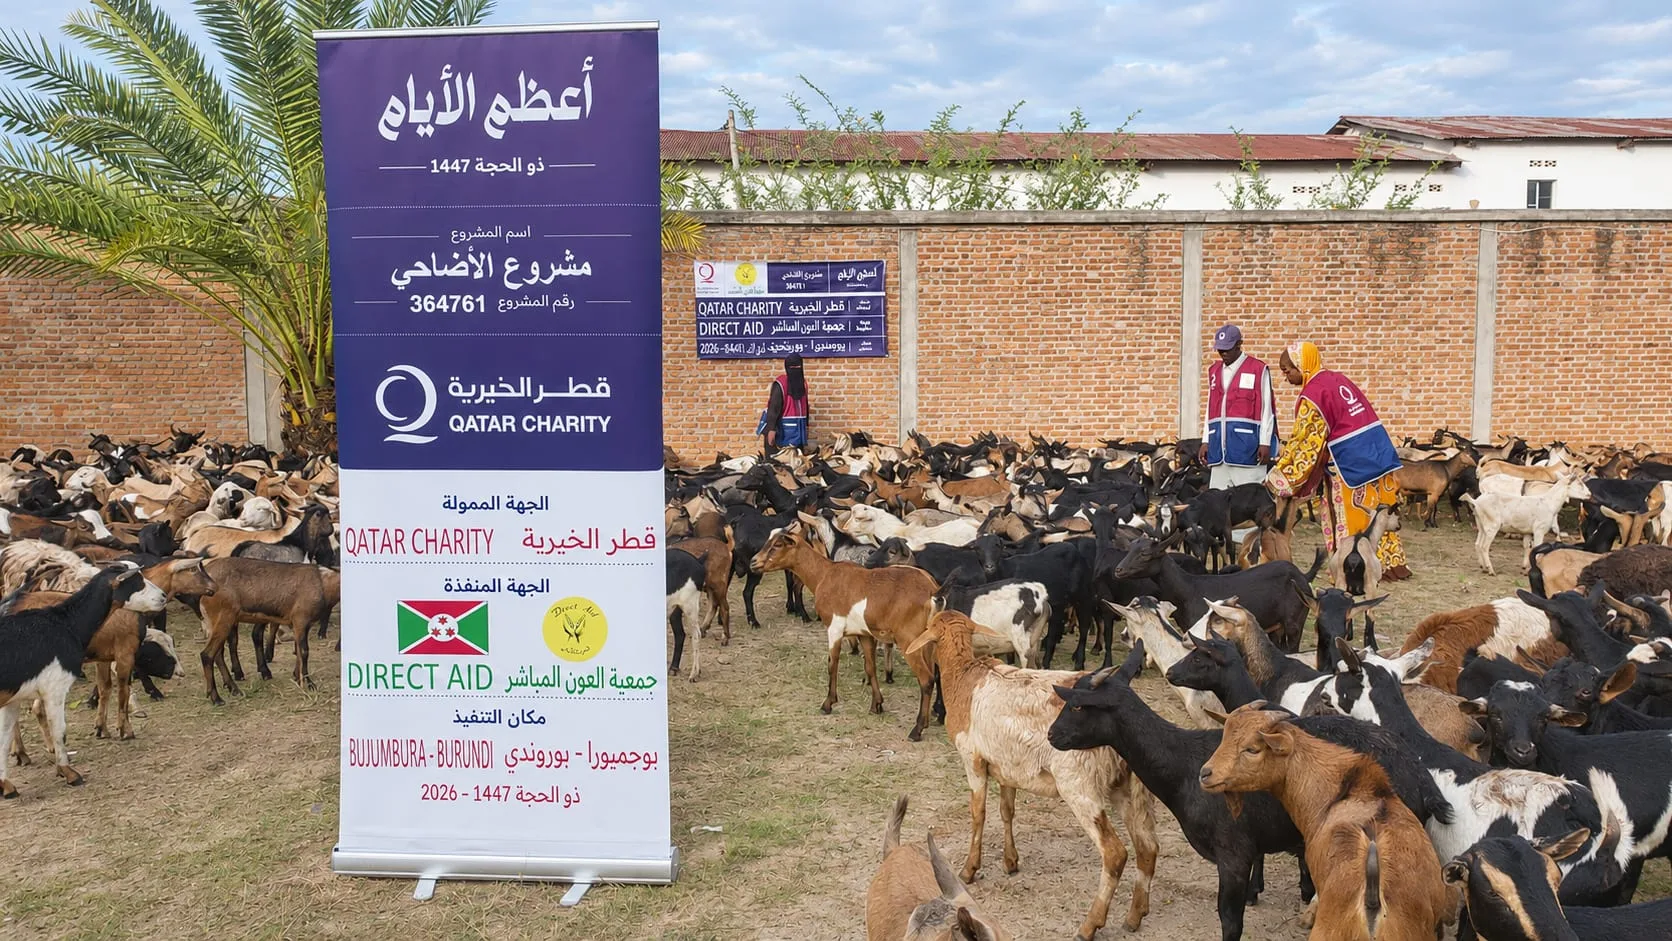 أعظم الأيام
ذو الحجة 1447
اسم المشروع
مشروع الأضاحي
رقم المشروع 364761
قطر الخيرية
QATAR CHARITY
الجهة الممولة
QATAR CHARITY قطر الخيرية
الجهة المنفذة
Direct Aid
DIRECT AID جمعية العون المباشر
مكان التنفيذ
BUJUMBURA - BURUNDI بوجميورا - بوروندي
ذو الحجة 1447 - 2026
QATAR CHARITY قطر الخيرية
DIRECT AID جمعية العون المباشر